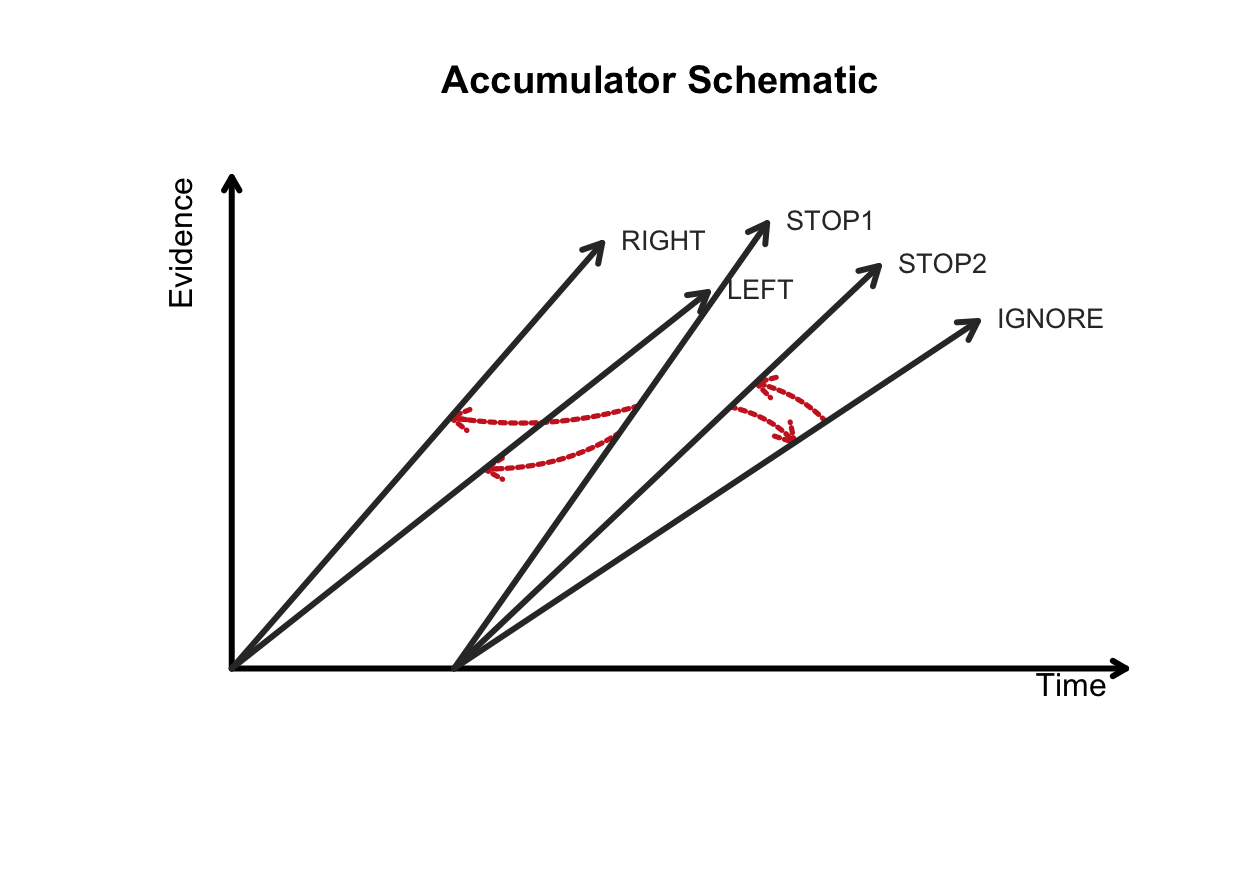 Accumulator Schematic
Evidence
RIGHT
STOP1
LEFT
STOP2
IGNORE
Time